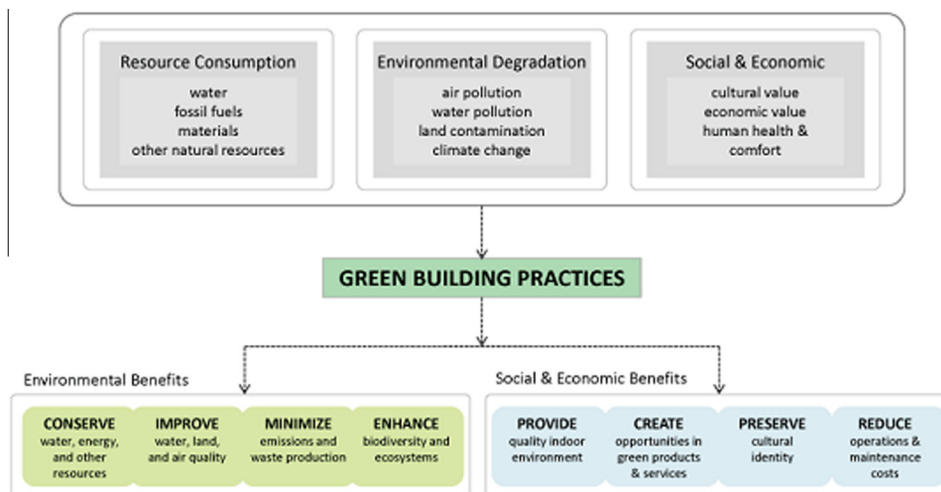 Resource Consumption
water
fossil fuels
materials
other natural resources
Environmental Degradation
air pollution
water pollution
land contamination
climate change
Social & Economic
cultural value
economic value
human health &
comfort
GREEN BUILDING PRACTICES
Environmental Benefits
CONSERVE
water, energy,
and other
resources
IMPROVE
water, land,
and air quality
MINIMIZE
emissions and
waste production
ENHANCE
biodiversity and
ecosystems
Social & Economic Benefits
PROVIDE
quality indoor
environment
CREATE
opportunities in
green products
& services
PRESERVE
cultural
identity
REDUCE
operations &
maintenance
costs